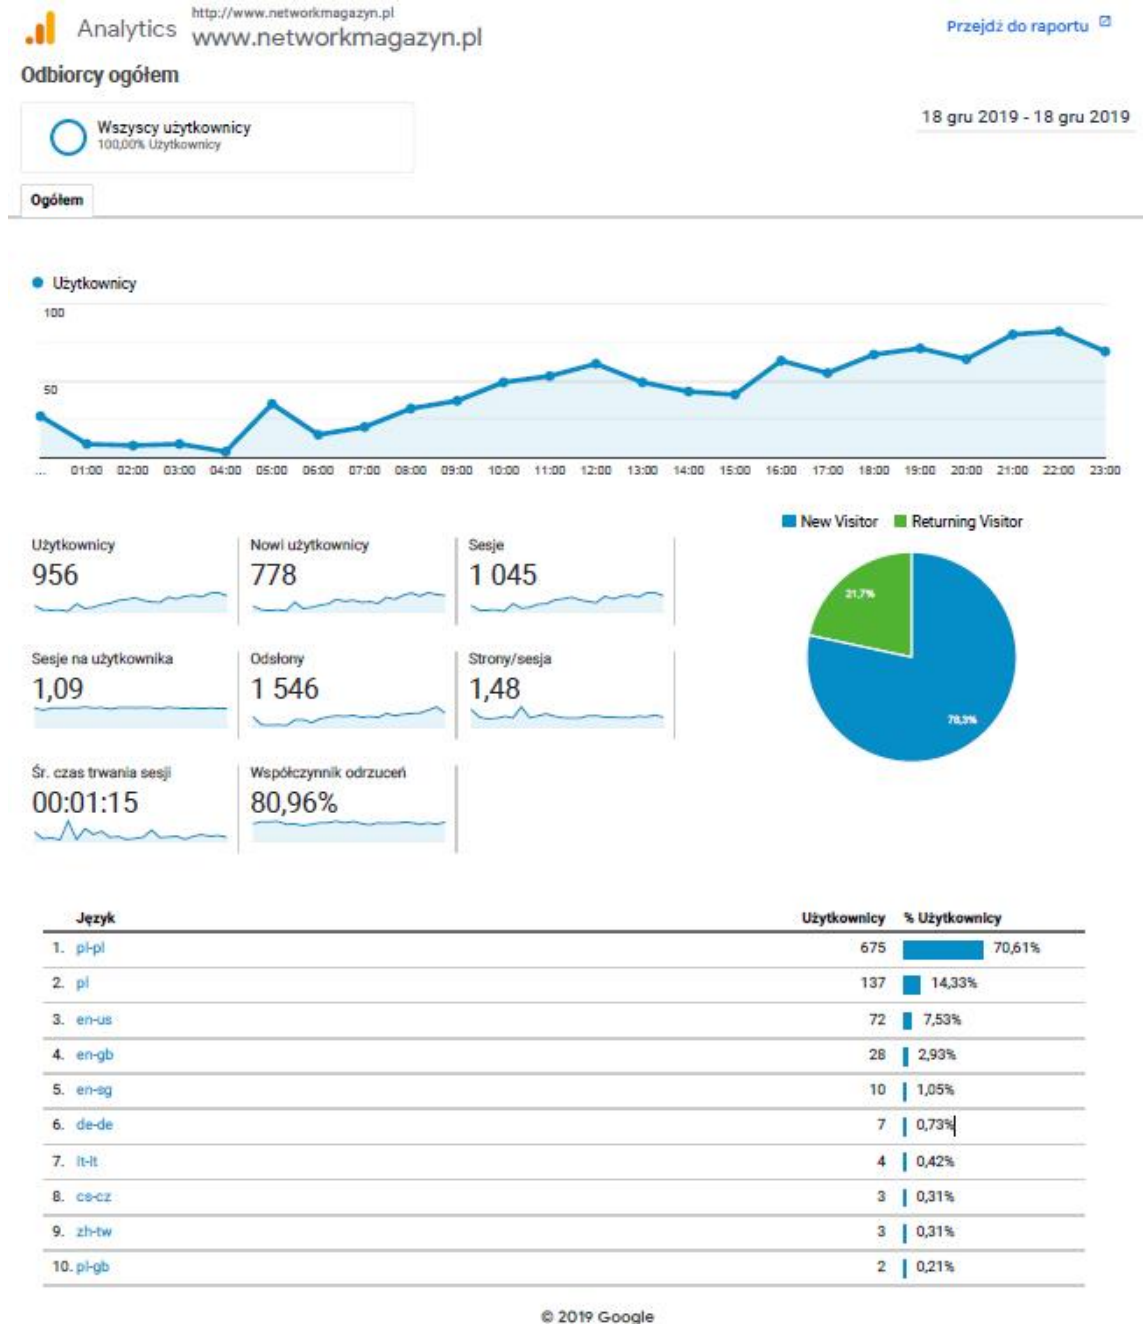 Analytics
http://www.networkmagazyn.pl
www.networkmagazyn.pl
Przejdź do raportu
Odbiorcy ogółem
Wszyscy użytkownicy
100,00% Użytkownicy
18 gru 2019 - 18 gru 2019
Ogółem
Użytkownicy
100
50
... 01:00 02:00 03:00 04:00 05:00 06:00 07:00 08:00 09:00 10:00 11:00 12:00 13:00 14:00 15:00 16:00 17:00 18:00 19:00 20:00 21:00 22:00 23:00
New Visitor Returning Visitor
21,7%
78,3%
Użytkownicy Nowi użytkownicy Sesje
956 778 1 045
Sesje na użytkownika Odsłony Strony/sesja
1,09 1 546 1,48
Śr. czas trwania sesji Współczynnik odrzuceń
00:01:15 80,96%
Język Użytkownicy % Użytkownicy
1. pl-pl 675 70,61%
2. pl 137 14,33%
3. en-us 72 7,53%
4. en-gb 28 2,93%
5. en-sg 10 1,05%
6. de-de 7 0,73%
7. it-it 4 0,42%
8. cs-cz 3 0,31%
9. zh-tw 3 0,31%
10. pl-gb 2 0,21%
© 2019 Google